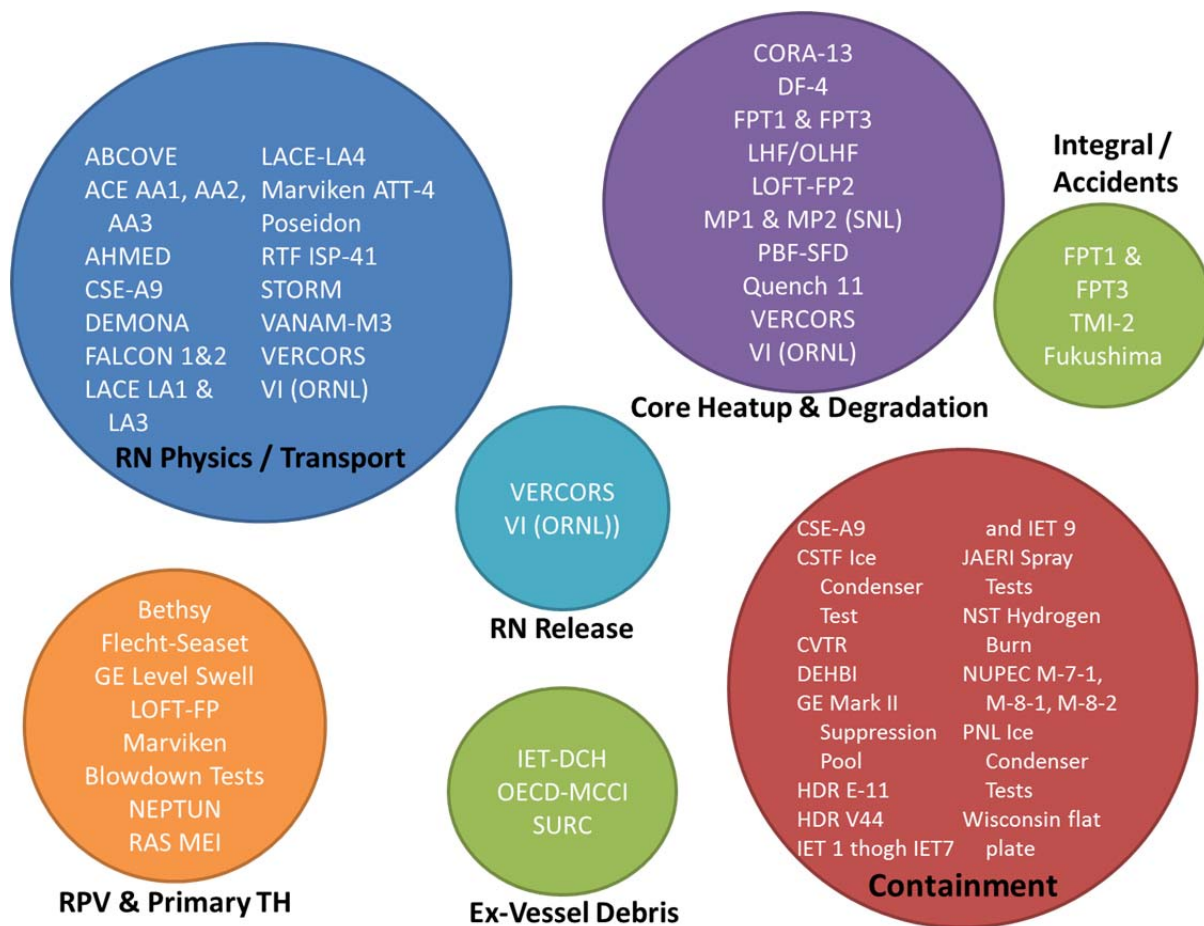 ABCOVE
ACE AA1, AA2,
AA3
AHMED
CSE-A9
DEMONA
FALCON 1&2
LACE LA1 &
LA3
LACE-LA4
Marviken ATT-4
Poseidon
RTF ISP-41
STORM
VANAM-M3
VERCORS
VI (ORNL)
RN Physics / Transport
CORA-13
DF-4
FPT1 & FPT3
LHF/OLHF
LOFT-FP2
MP1 & MP2 (SNL)
PBF-SFD
Quench 11
VERCORS
VI (ORNL)
Core Heatup & Degradation
Integral /
Accidents
FPT1 &
FPT3
TMI-2
Fukushima
VERCORS
VI (ORNL))
RN Release
Bethsy
Flecht-Seaset
GE Level Swell
LOFT-FP
Marviken
Blowdown Tests
NEPTUN
RAS MEI
RPV & Primary TH
IET-DCH
OECD-MCCI
SURC
Ex-Vessel Debris
CSE-A9
CSTF Ice
Condenser
Test
CVTR
DEHBI
GE Mark II
Suppression
Pool
HDR E-11
HDR V44
IET 1 thogh IET7
and IET 9
JAERI Spray
Tests
NST Hydrogen
Burn
NUPEC M-7-1,
M-8-1, M-8-2
PNL Ice
Condenser
Tests
Wisconsin flat
plate
Containment